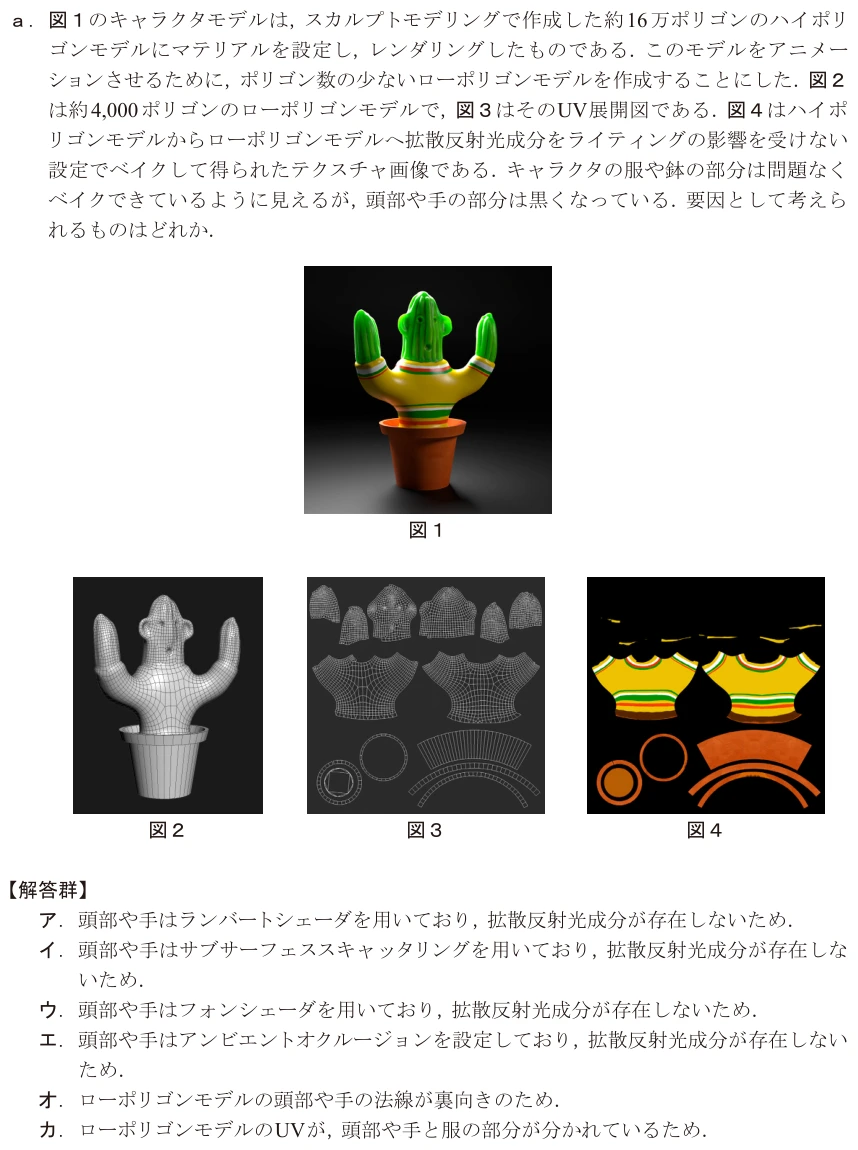 a． 図1のキャラクタモデルは，スカルプトモデリングで作成した約16万ポリゴンのハイポリ
ゴンモデルにマテリアルを設定し，レンダリングしたものである．このモデルをアニメー
ションさせるために，ポリゴン数の少ないローポリゴンモデルを作成することにした．図2
は約4,000ポリゴンのローポリゴンモデルで，図3はそのUV展開図である．図4はハイポ
リゴンモデルからローポリゴンモデルへ拡散反射光成分をライティングの影響を受けない
設定でベイクして得られたテクスチャ画像である．キャラクタの服や鉢の部分は問題なく
ベイクできているように見えるが，頭部や手の部分は黒くなっている．要因として考えら
れるものはどれか．
図1
図2 図3 図4
【解答群】
ア．頭部や手はランバートシェーダを用いており，拡散反射光成分が存在しないため．
イ．頭部や手はサブサーフェススキャッタリングを用いており，拡散反射光成分が存在しな
いため．
ウ．頭部や手はフォンシェーダを用いており，拡散反射光成分が存在しないため．
エ．頭部や手はアンビエントオクルージョンを設定しており，拡散反射光成分が存在しない
ため．
オ．ローポリゴンモデルの頭部や手の法線が裏向きのため．
カ．ローポリゴンモデルのUVが，頭部や手と服の部分が分かれているため．